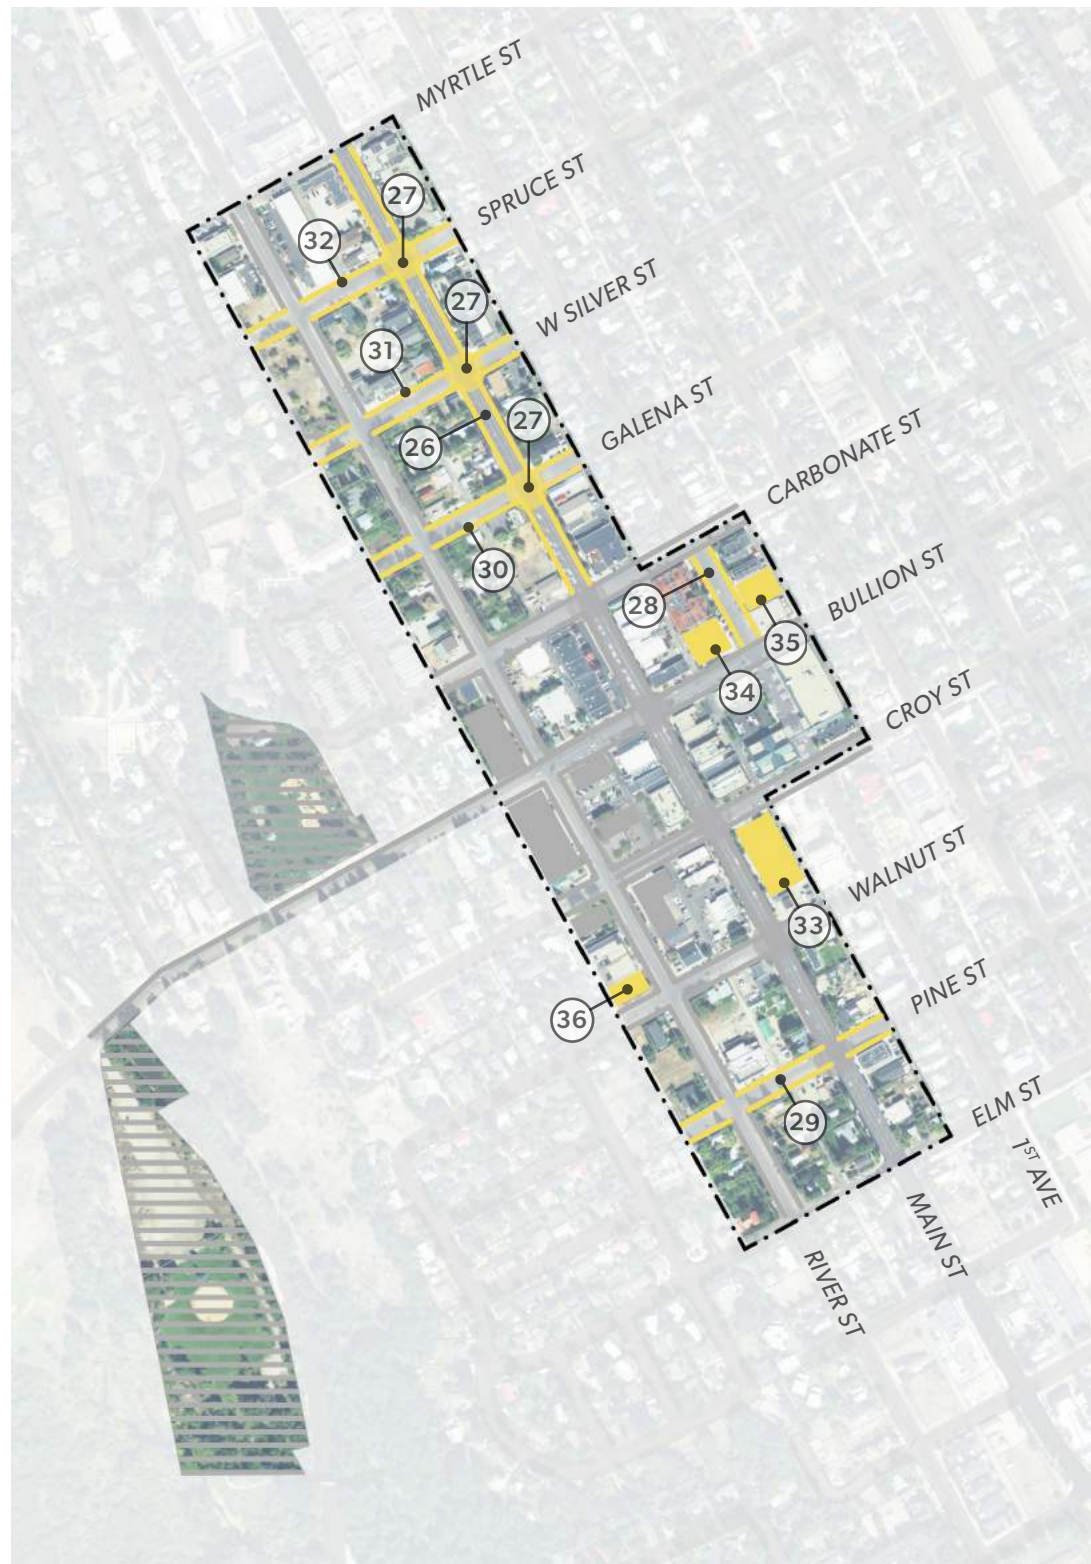 MYRTLE ST
SPRUCE ST
27
32
W SILVER ST
27
31
GALENA ST
27
26
CARBONATE ST
30
28
BULLION ST
35
34
CROY ST
WALNUT ST
33
PINE ST
36
29
ELM ST
1ST AVE
MAIN ST
RIVER ST